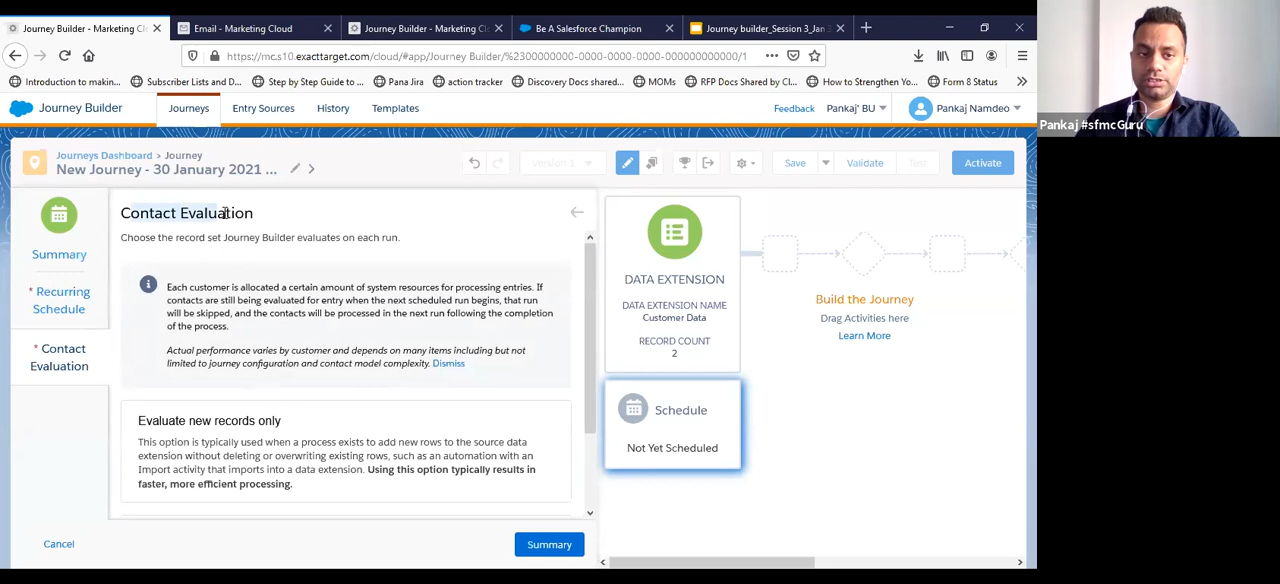 Journey Builder - Marketing Cl
Email - Marketing Cloud
Journey Builder - Marketing Cl
Be A Salesforce Champion
Journey builder_Session 3_Jan 3
https://mc.s10.exacttarget.com/cloud/#app/Journey Builder/%2300000000-0000-0000-0000-000000000000/1
Introduction to makin...
Subscriber Lists and D...
Step by Step Guide to ...
Pana Jira
Action tracker
Discovery Docs shared...
MOMs
RFP Docs Shared by Cl...
How to Strengthen Yo...
Form 8 Status
Journey Builder
Journeys
Entry Sources
History
Templates
Feedback
Pankaj' BU
Pankaj Namdeo
Pankaj #sfmcGuru
Journeys Dashboard > Journey
New Journey - 30 January 2021 ...
Version 1
Save
Validate
Test
Activate
Summary
* Recurring
Schedule
* Contact
Evaluation
Contact Evaluation
Choose the record set Journey Builder evaluates on each run.
Each customer is allocated a certain amount of system resources for processing entries. If
contacts are still being evaluated for entry when the next scheduled run begins, that run
will be skipped, and the contacts will be processed in the next run following the completion
of the process.
Actual performance varies by customer and depends on many items including but not
limited to journey configuration and contact model complexity. Dismiss
Evaluate new records only
This option is typically used when a process exists to add new rows to the source data
extension without deleting or overwriting existing rows, such as an automation with an
Import activity that imports into a data extension. Using this option typically results in
faster, more efficient processing.
Cancel
Summary
DATA EXTENSION
DATA EXTENSION NAME
Customer Data
RECORD COUNT
2
Schedule
Not Yet Scheduled
Build the Journey
Drag Activities here
Learn More